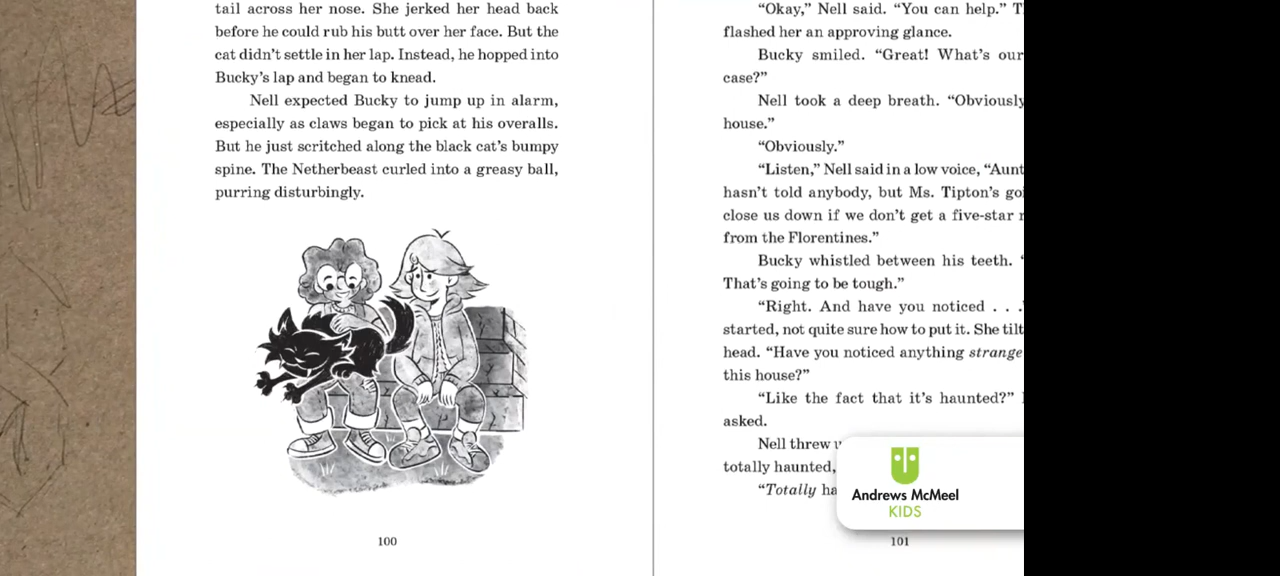 tail across her nose. She jerked her head back
before he could rub his butt over her face. But the
cat didn’t settle in her lap. Instead, he hopped into
Bucky’s lap and began to knead.
Nell expected Bucky to jump up in alarm,
especially as claws began to pick at his overalls.
But he just scritched along the black cat’s bumpy
spine. The Netherbeast curled into a greasy ball,
purring disturbingly.
100
“Okay,” Nell said. “You can help.”
flashed her an approving glance.
Bucky smiled. “Great! What’s our
case?”
Nell took a deep breath. “Obviously
house.”
“Obviously.”
“Listen,” Nell said in a low voice, “Aunt
hasn’t told anybody, but Ms. Tipton’s
close us down if we don’t get a five-star
from the Florentines.”
Bucky whistled between his teeth.
That’s going to be tough.”
“Right. And have you noticed . . .
started, not quite sure how to put it. She
head. “Have you noticed anything strange
this house?”
“Like the fact that it’s haunted?”
asked.
Nell threw
totally haunted,
“Totally
101
Andrews McMeel
KIDS